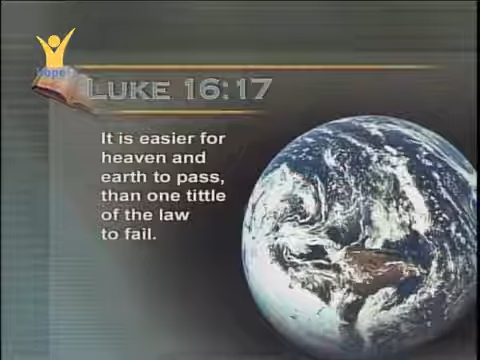 hope
LUKE 16:17
It is easier for
heaven and
earth to pass,
than one tittle
of the law
to fail.